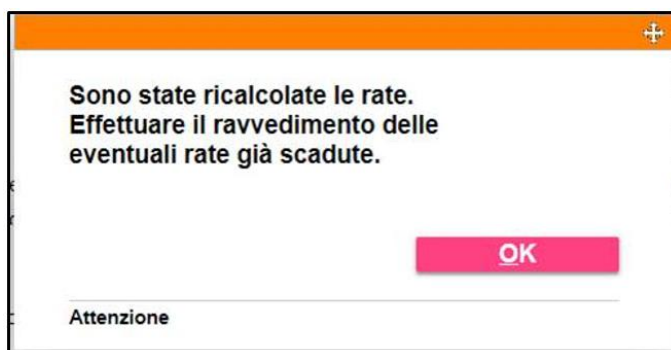 Sono state ricalcolate le rate.
Effettuare il ravvedimento delle
eventuali rate già scadute.
OK
Attenzione